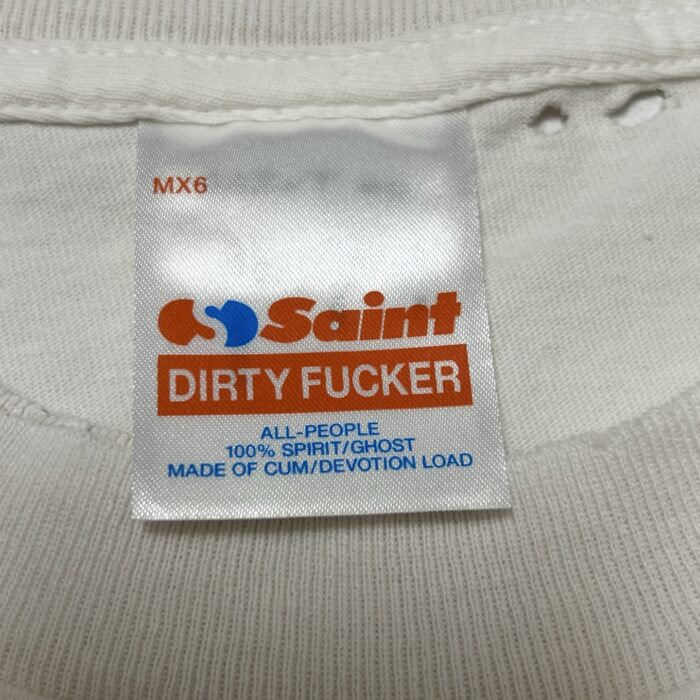 MX6
Saint
DIRTY FUCKER
ALL-PEOPLE
100% SPIRIT/GHOST
MADE OF CUM/DEVOTION LOAD